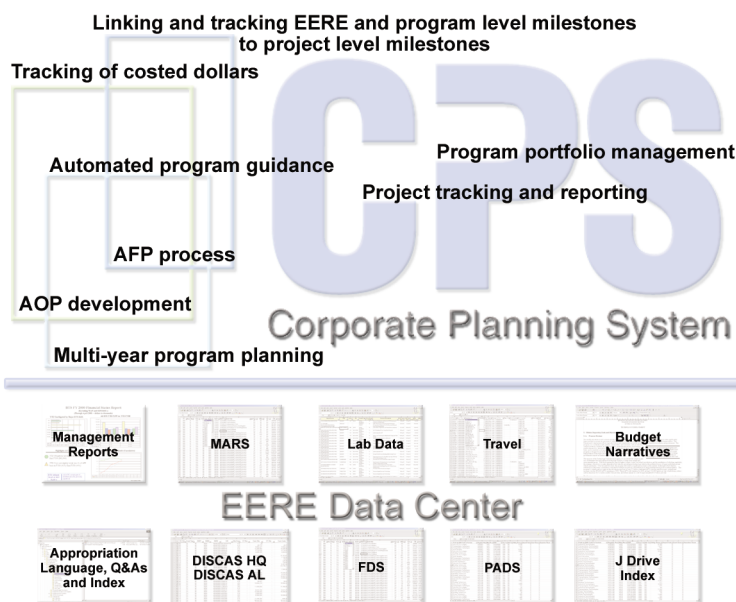 Linking and tracking EERE and program level milestones
to project level milestones
Tracking of costed dollars
CPS
Program portfolio management
Automated program guidance
Project tracking and reporting
AFP process
AOP development
Corporate Planning System
Multi-year program planning
Management
Reports
MARS
Lab Data
Travel
Budget
Narratives
EERE Data Center
Appropriation
Language, Q&As
and Index
DISCAS HQ
DISCAS AL
FDS
PADS
J Drive
Index